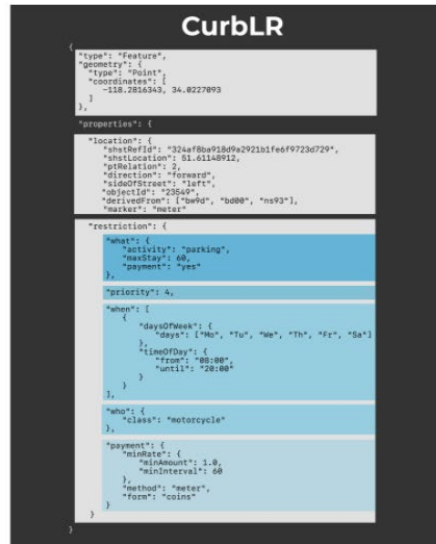 CurbLR
{
"type": "Feature",
"geometry": {
"type": "Point",
"coordinates": [
-118.2816343, 34.0227093
]
},
"properties": {
"location": {
"shstRefId": "324af8ba918d9a2921b1fe6f9723d729",
"shstLocation": 51.61148912,
"ptRelation": 2,
"direction": "forward",
"sideOfStreet": "left",
"objectId": "23549",
"derivedFrom": ["bw9d", "bd00", "ns93"],
"marker": "meter"
"restriction": {
"what": {
"activity": "parking",
"maxStay": 60,
"payment": "yes"
},
"priority": 4,
"when": [
{
"daysOfWeek": {
"days": ["Mo", "Tu", "We", "Th", "Fr", "Sa"]
},
"timeOfDay": {
"from": "08:00",
"until": "20:00"
}
}
],
"who": {
"class": "motorcycle"
},
"payment": {
"minRate": {
"minAmount": 1.0,
"minInterval": 60
},
"method": "meter",
"form": "coins"
}
}
}